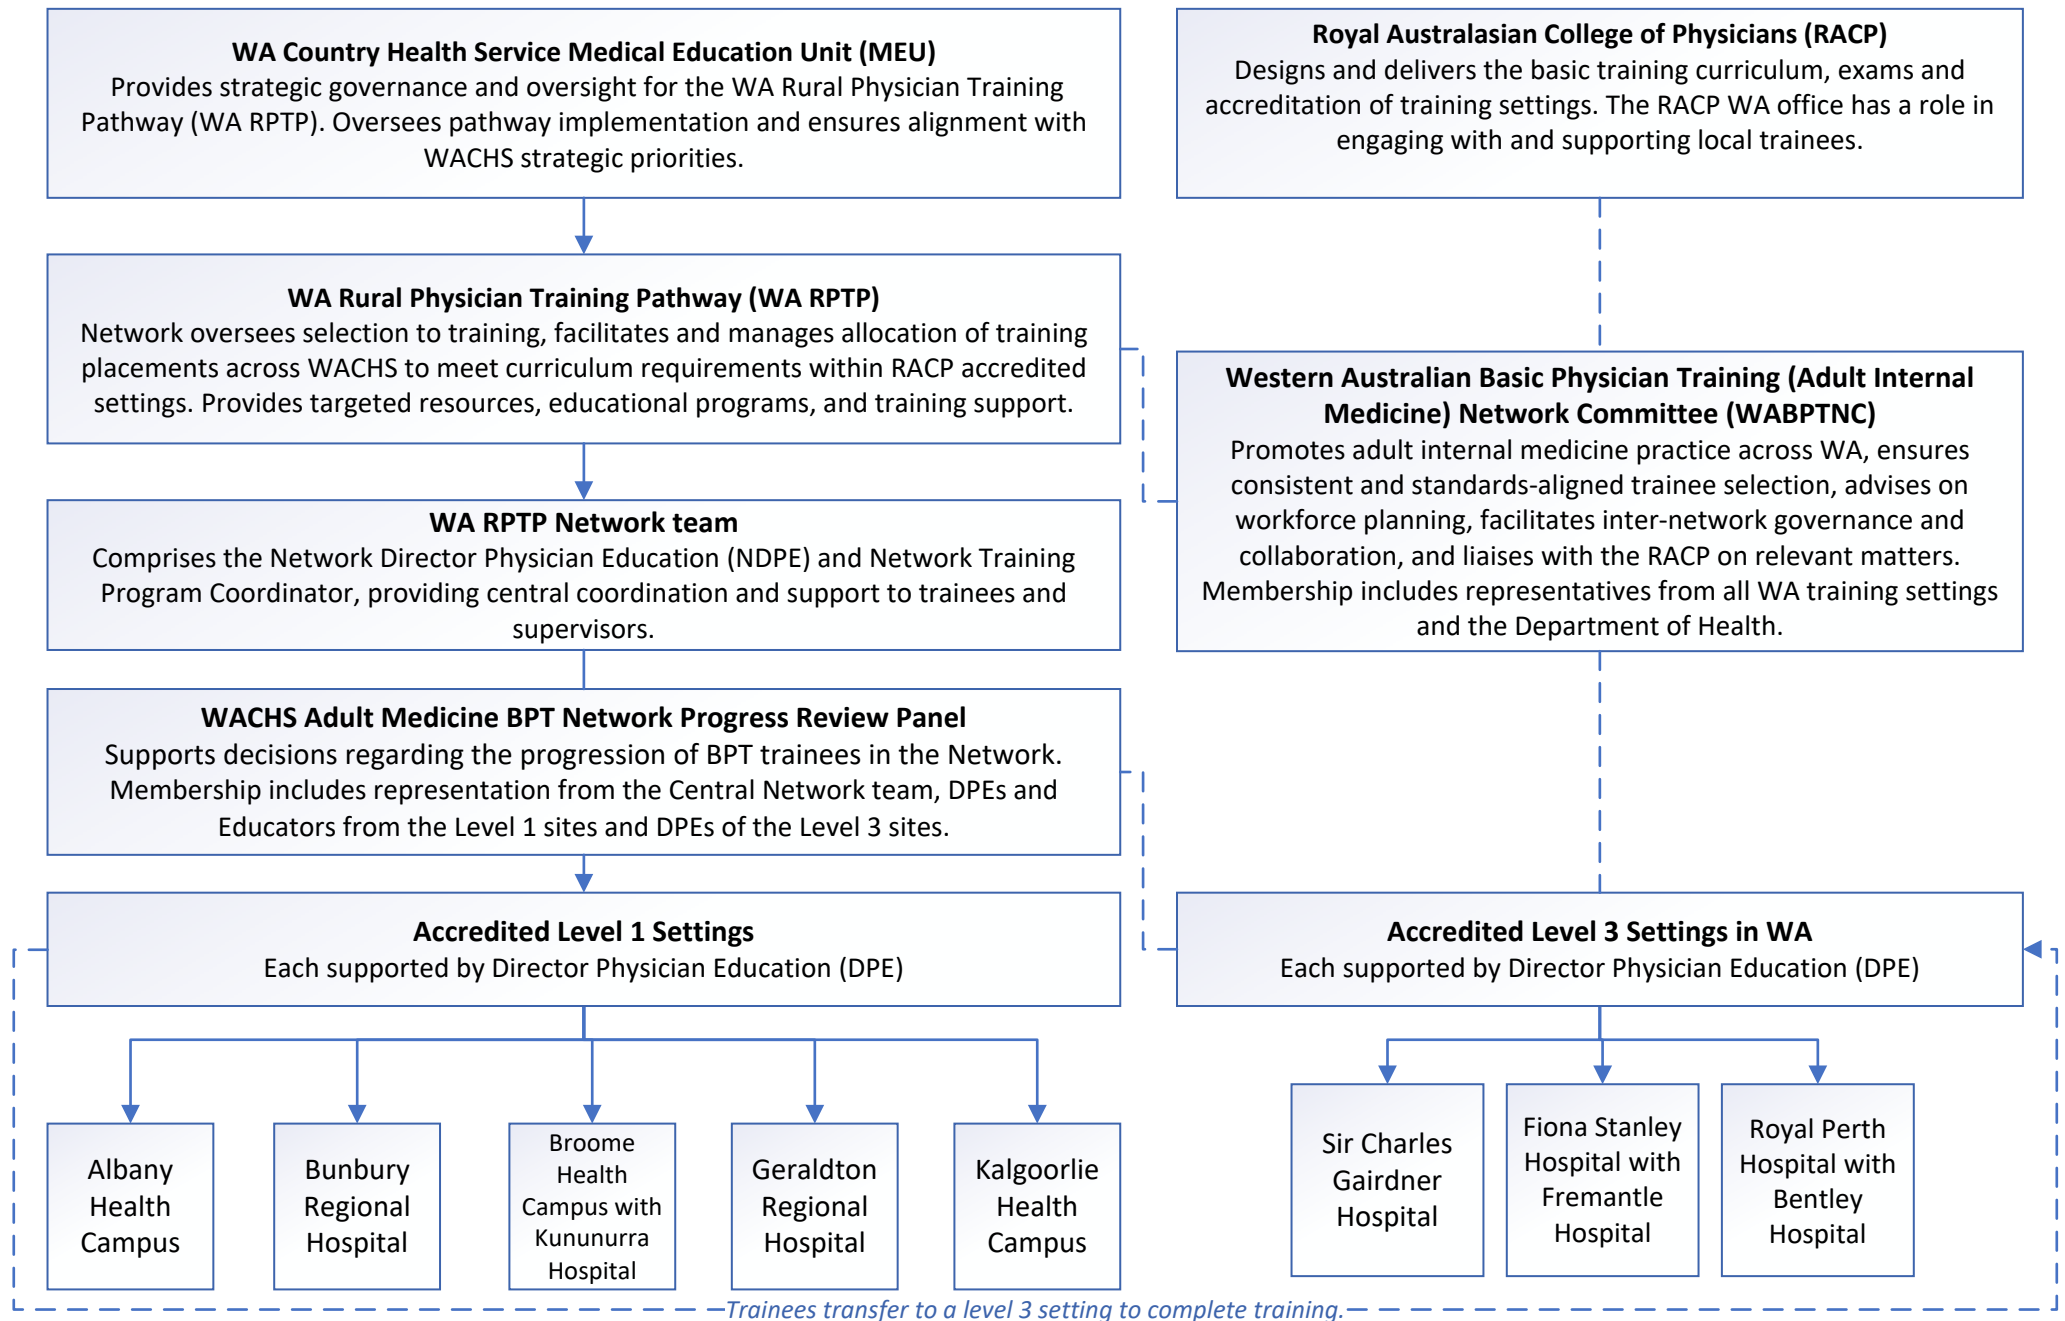 WA Country Health Service Medical Education Unit (MEU)
Provides strategic governance and oversight for the WA Rural Physician Training
Pathway (WA RPTP). Oversees pathway implementation and ensures alignment with
WACHS strategic priorities.
Royal Australasian College of Physicians (RACP)
Designs and delivers the basic training curriculum, exams and
accreditation of training settings. The RACP WA office has a role in
engaging with and supporting local trainees.
WA Rural Physician Training Pathway (WA RPTP)
Network oversees selection to training, facilitates and manages allocation of training
placements across WACHS to meet curriculum requirements within RACP accredited
settings. Provides targeted resources, educational programs, and training support.
Western Australian Basic Physician Training (Adult Internal
Medicine) Network Committee (WABPTNC)
Promotes adult internal medicine practice across WA, ensures
consistent and standards-aligned trainee selection, advises on
workforce planning, facilitates inter-network governance and
collaboration, and liaises with the RACP on relevant matters.
Membership includes representatives from all WA training settings
and the Department of Health.
WA RPTP Network team
Comprises the Network Director Physician Education (NDPE) and Network Training
Program Coordinator, providing central coordination and support to trainees and
supervisors.
WACHS Adult Medicine BPT Network Progress Review Panel
Supports decisions regarding the progression of BPT trainees in the Network.
Membership includes representation from the Central Network team, DPEs and
Educators from the Level 1 sites and DPEs of the Level 3 sites.
Accredited Level 1 Settings
Each supported by Director Physician Education (DPE)
Accredited Level 3 Settings in WA
Each supported by Director Physician Education (DPE)
Albany
Health
Campus
Bunbury
Regional
Hospital
Broome
Health
Campus with
Kununurra
Hospital
Geraldton
Regional
Hospital
Kalgoorlie
Health
Campus
Sir Charles
Gairdner
Hospital
Fiona Stanley
Hospital with
Fremantle
Hospital
Royal Perth
Hospital with
Bentley
Hospital
Trainees transfer to a level 3 setting to complete training.